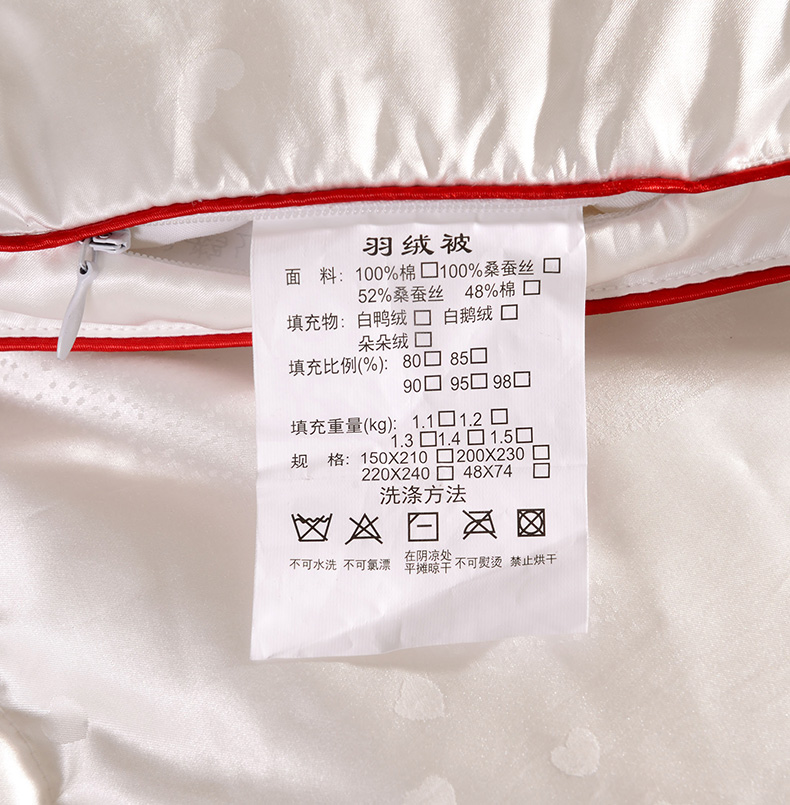 羽绒被
面 料: 100%棉□ 100%桑蚕丝 □
52%桑蚕丝 48%棉 □
填充物: 白鸭绒 □ 白鹅绒 □
朵朵绒 □
填充比例(%): 80□ 85□
90□ 95□ 98□
填充重量(kg): 1.1□ 1.2 □
1.3 □ 1.4 □ 1.5□
规 格: 150X210 □ 200X230 □
220X240 □ 48X74 □
洗涤方法
不可水洗 不可氯漂 在阴凉处平摊晾干 不可熨烫 禁止烘干